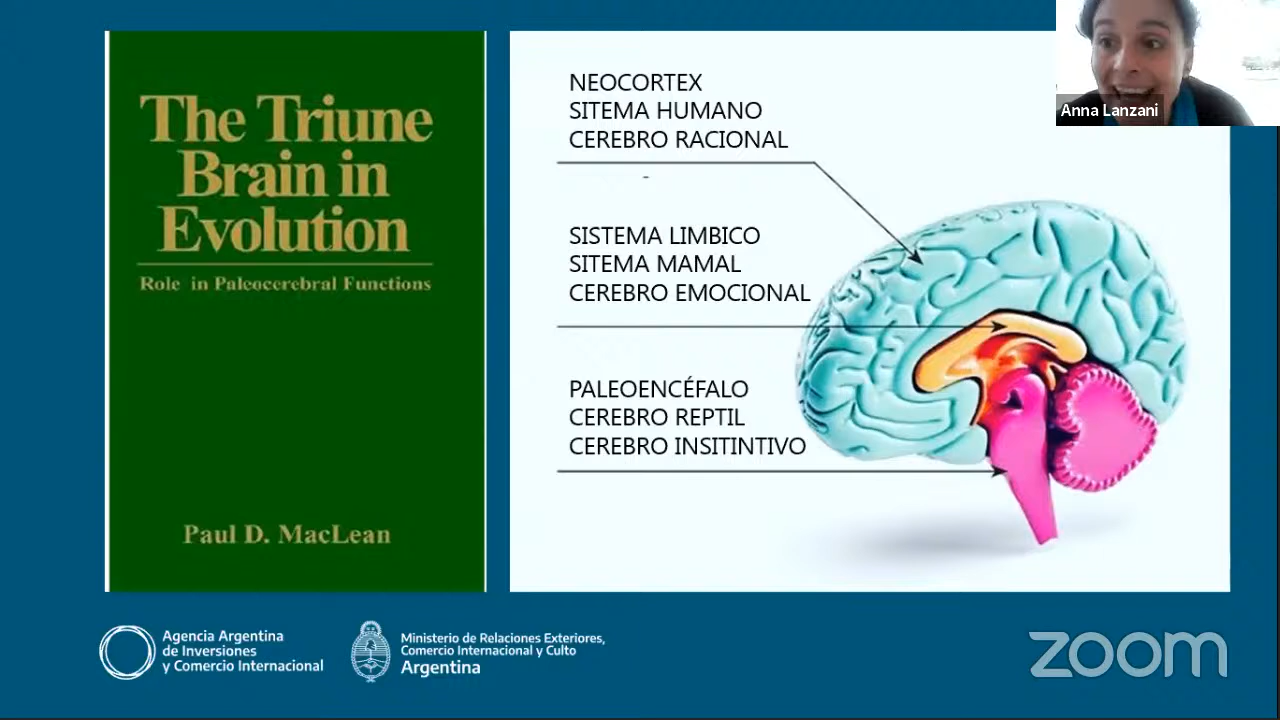 The Triune
Brain in
Evolution
Role in Paleocerebral Functions
Paul D. MacLean
NEOCORTEX
SITEMA HUMANO
CEREBRO RACIONAL
SISTEMA LIMBICO
SITEMA MAMAL
CEREBRO EMOCIONAL
PALEOENCÉFALO
CEREBRO REPTIL
CEREBRO INSITINTIVO
Anna Lanzani
Agencia Argentina
de Inversiones
y Comercio Internacional
Ministerio de Relaciones Exteriores,
Comercio Internacional y Culto
Argentina
zoom